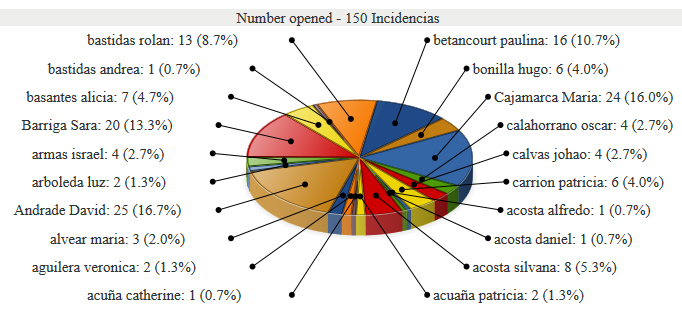 Number opened - 150 Incidencias
bastidas rolan: 13 (8.7%)
bastidas andrea: 1 (0.7%)
basantes alicia: 7 (4.7%)
Barriga Sara: 20 (13.3%)
armas israel: 4 (2.7%)
arboleda luz: 2 (1.3%)
Andrade David: 25 (16.7%)
alvear maria: 3 (2.0%)
aguilera veronica: 2 (1.3%)
acuña catherine: 1 (0.7%)
betancourt paulina: 16 (10.7%)
bonilla hugo: 6 (4.0%)
Cajamarca Maria: 24 (16.0%)
calahorrano oscar: 4 (2.7%)
calvas johao: 4 (2.7%)
carrion patricia: 6 (4.0%)
acosta alfredo: 1 (0.7%)
acosta daniel: 1 (0.7%)
acosta silvana: 8 (5.3%)
acuaña patricia: 2 (1.3%)